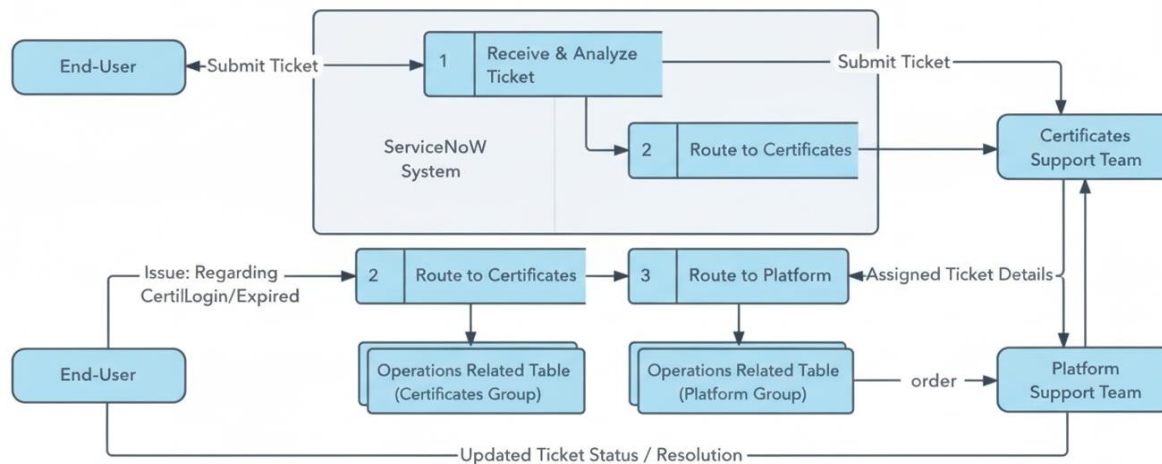 End-User
Submit Ticket
1
Receive & Analyze
Ticket
Submit Ticket
ServiceNoW
System
2
Route to Certificates
Certificates
Support Team
Issue: Regarding
CertilLogin/Expired
2
Route to Certificates
3
Route to Platform
Assigned Ticket Details
End-User
Operations Related Table
(Certificates Group)
Operations Related Table
(Platform Group)
order
Platform
Support Team
Updated Ticket Status / Resolution